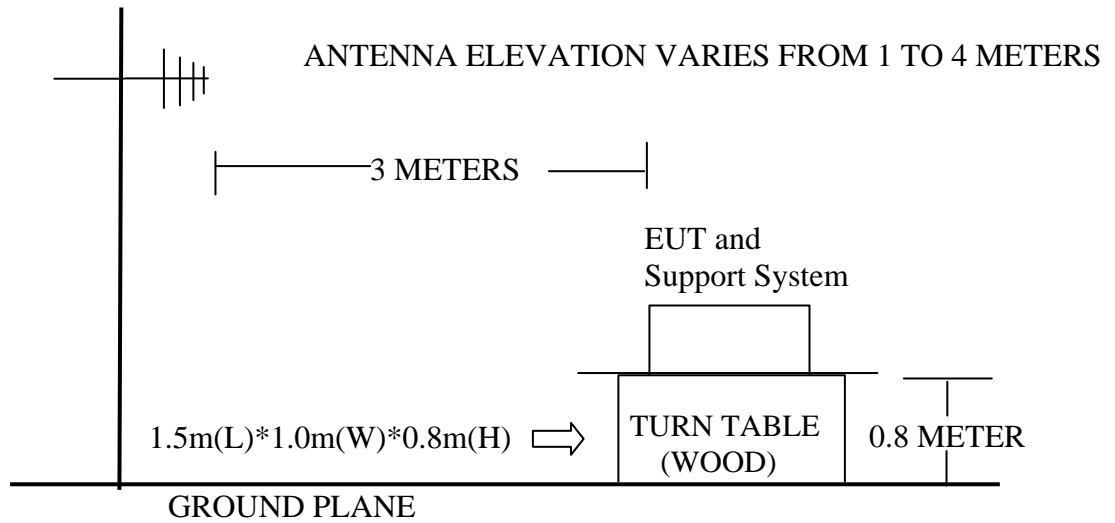 ANTENNA ELEVATION VARIES FROM 1 TO 4 METERS
3 METERS
EUT and
Support System
1.5m(L)*1.0m(W)*0.8m(H)
TURN TABLE
(WOOD)
0.8 METER
GROUND PLANE